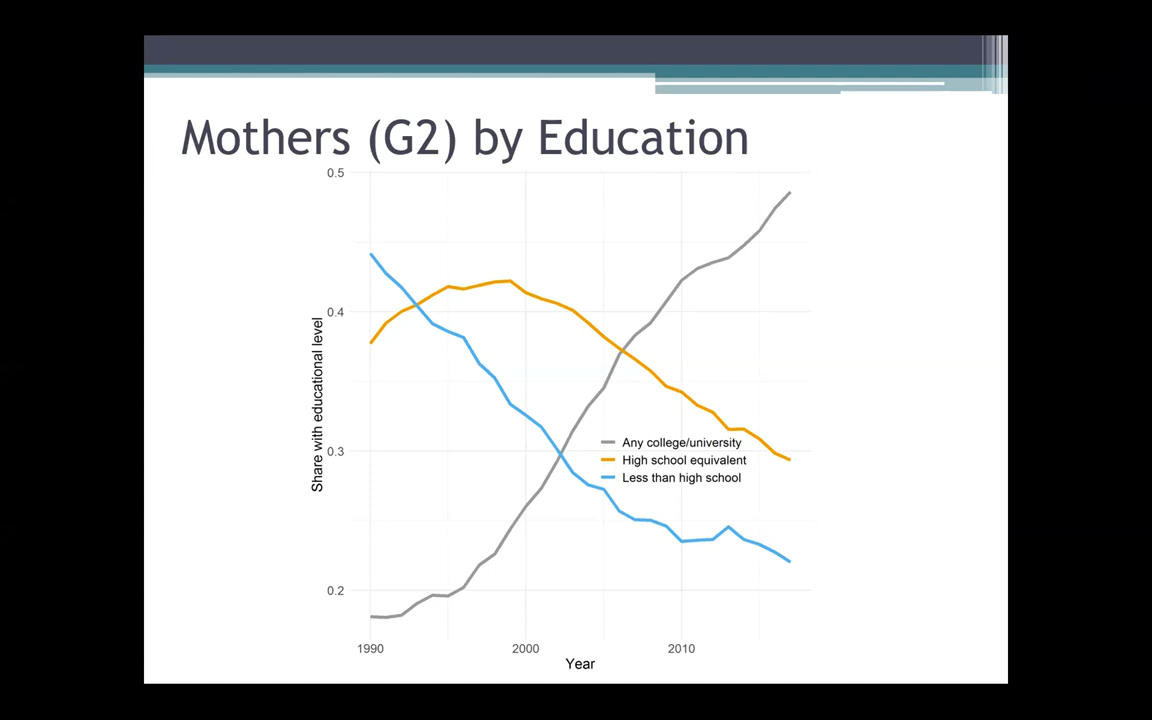 Mothers (G2) by Education
0.5
0.4
0.3
0.2
Share with educational level
Any college/university
High school equivalent
Less than high school
1990
2000
2010
Year